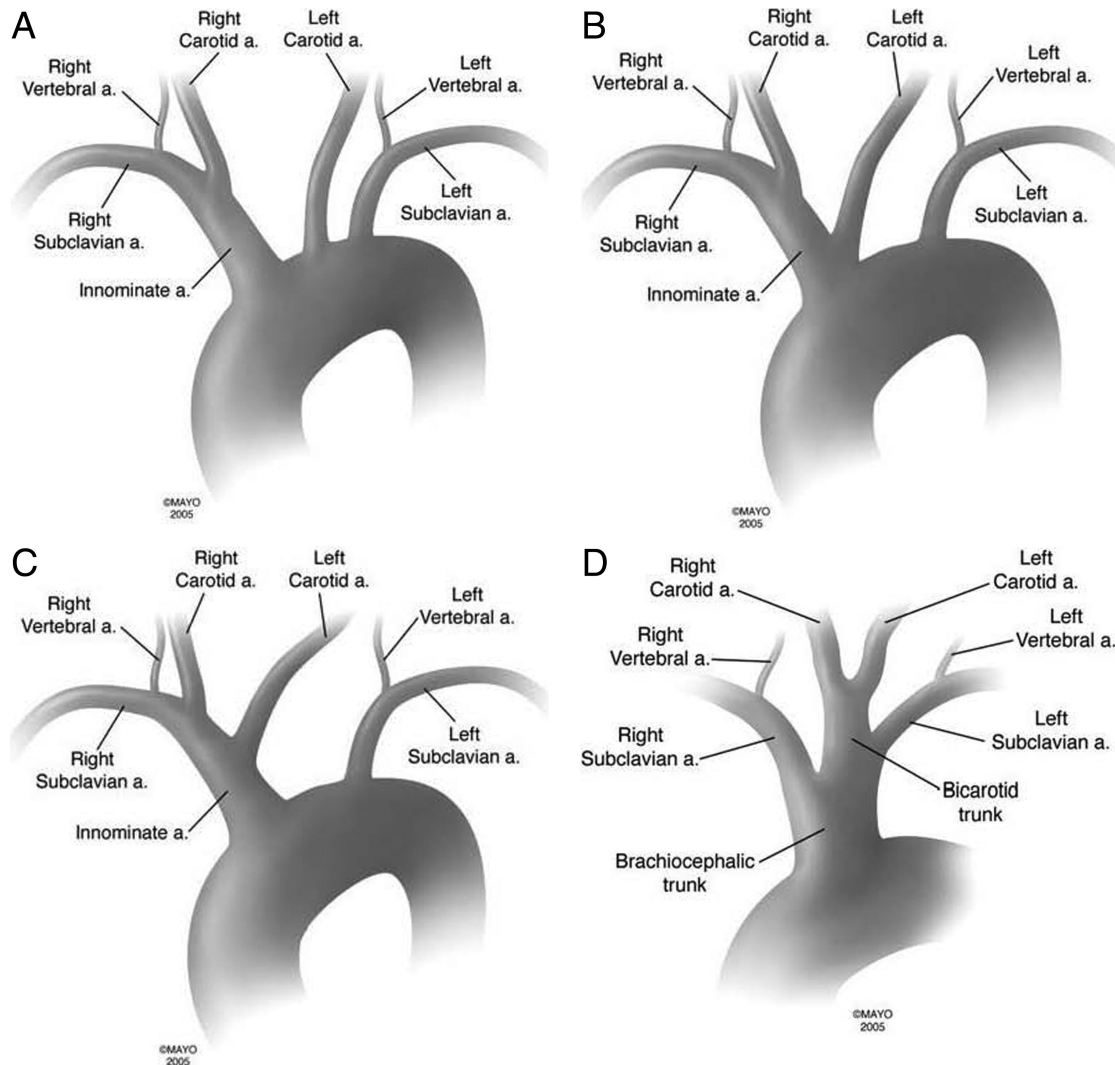 A
Right
Carotid a.
Left
Carotid a.
Right
Vertebral a.
Left
Vertebral a.
Right
Subclavian a.
Left
Subclavian a.
Innominate a.
©MAYO
2005
B
Right
Carotid a.
Left
Carotid a.
Right
Vertebral a.
Left
Vertebral a.
Right
Subclavian a.
Left
Subclavian a.
Innominate a.
©MAYO
2005
C
Right
Carotid a.
Left
Carotid a.
Right
Vertebral a.
Left
Vertebral a.
Right
Subclavian a.
Left
Subclavian a.
Innominate a.
©MAYO
2005
D
Right
Carotid a.
Left
Carotid a.
Right
Vertebral a.
Left
Vertebral a.
Right
Subclavian a.
Left
Subclavian a.
Bicarotid
trunk
Brachiocephalic
trunk
©MAYO
2005